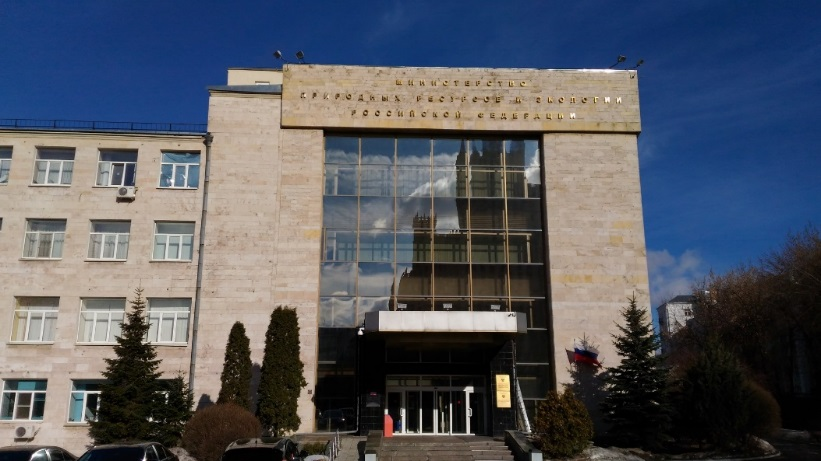 МИНИСТЕРСТВО
ПРИРОДНЫХ РЕСУРСОВ И ЭКОЛОГИИ
РОССИЙСКОЙ ФЕДЕРАЦИИ